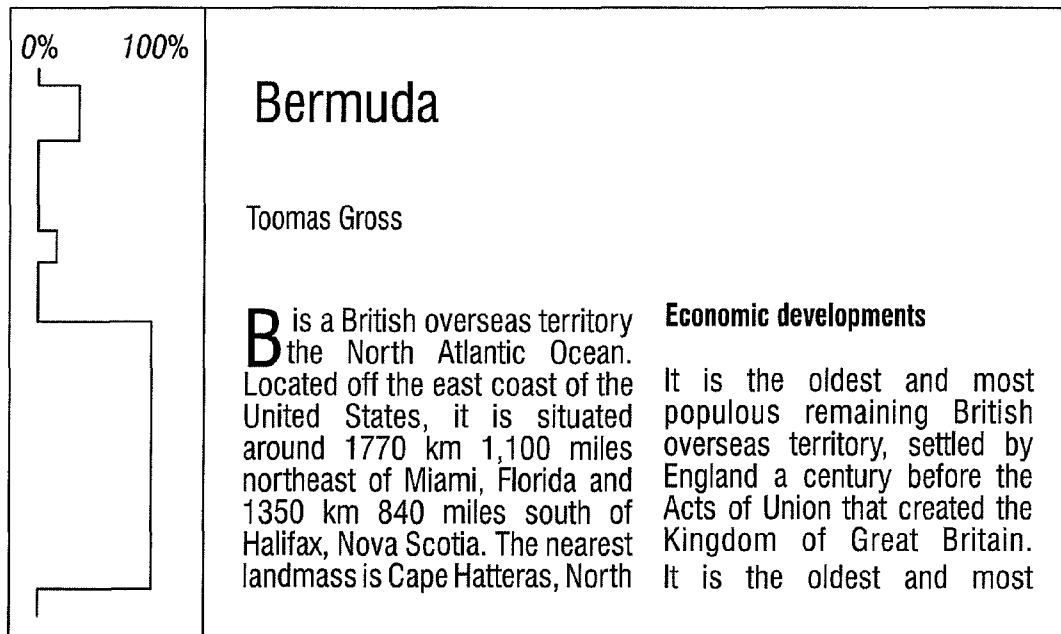 0% 100%
Bermuda
Toomas Gross
B is a British overseas territory
the North Atlantic Ocean.
Located off the east coast of the
United States, it is situated
around 1770 km 1,100 miles
northeast of Miami, Florida and
1350 km 840 miles south of
Halifax, Nova Scotia. The nearest
landmass is Cape Hatteras, North
Economic developments
It is the oldest and most
populous remaining British
overseas territory, settled by
England a century before the
Acts of Union that created the
Kingdom of Great Britain.
It is the oldest and most